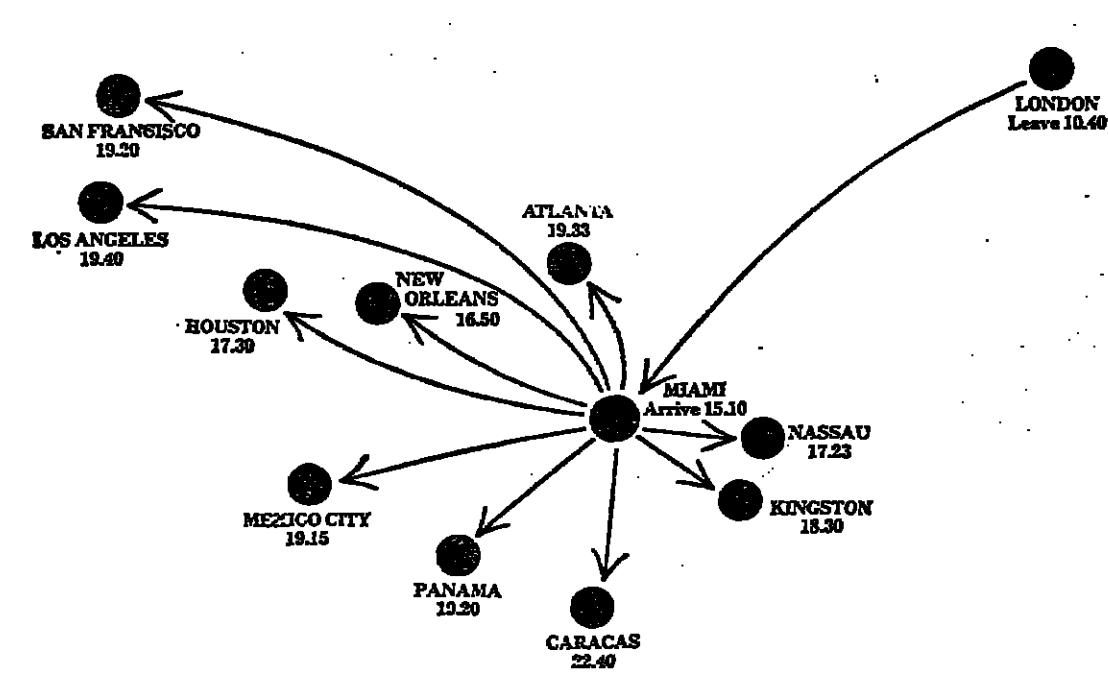 LONDON
Leave 10.40
SAN FRANCISCO
19.20
LOS ANGELES
19.40
ATLANTA
19.33
NEW
ORLEANS
16.50
HOUSTON
17.30
MIAMI
Arrive 15.10
NASSAU
17.23
KINGSTON
18.30
MEXICO CITY
19.15
PANAMA
19.20
CARACAS
22.40